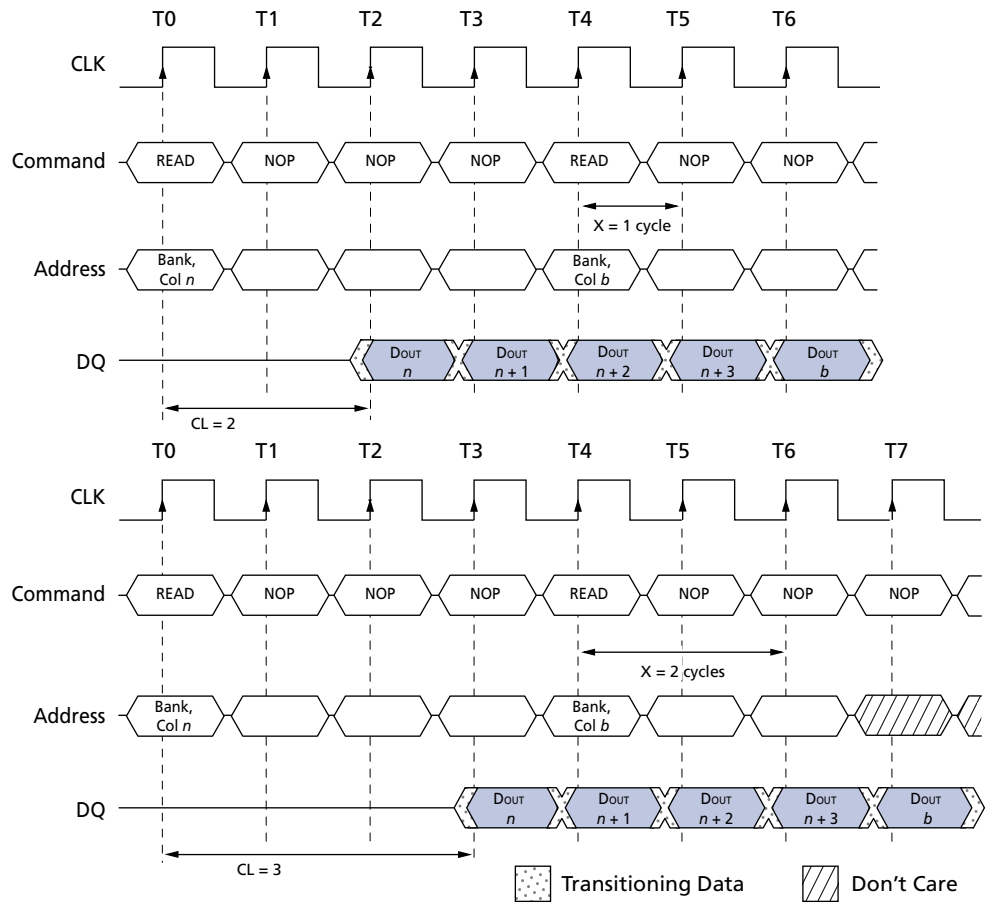 T0 T1 T2 T3 T4 T5 T6
CLK
Command READ NOP NOP NOP READ NOP NOP
X = 1 cycle
Address Bank, Col n Bank, Col b
DQ DOUT n DOUT n + 1 DOUT n + 2 DOUT n + 3 DOUT b
CL = 2
T0 T1 T2 T3 T4 T5 T6 T7
CLK
Command READ NOP NOP NOP READ NOP NOP NOP
X = 2 cycles
Address Bank, Col n Bank, Col b
DQ DOUT n DOUT n + 1 DOUT n + 2 DOUT n + 3 DOUT b
CL = 3
Transitioning Data Don't Care